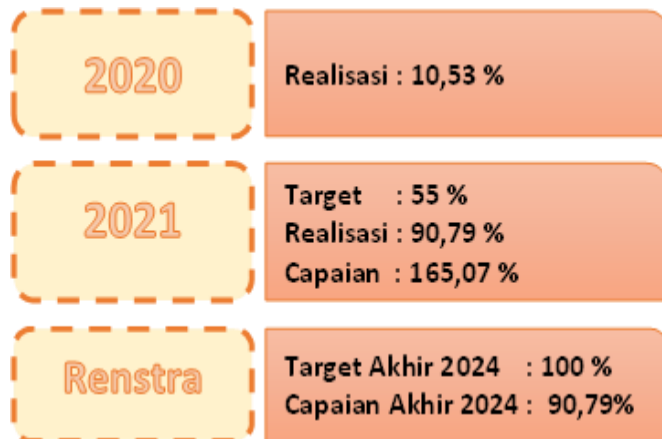 2020
Realisasi : 10,53 %
2021
Target : 55 %
Realisasi : 90,79 %
Capaian : 165,07 %
Renstra
Target Akhir 2024 : 100 %
Capaian Akhir 2024 : 90,79%